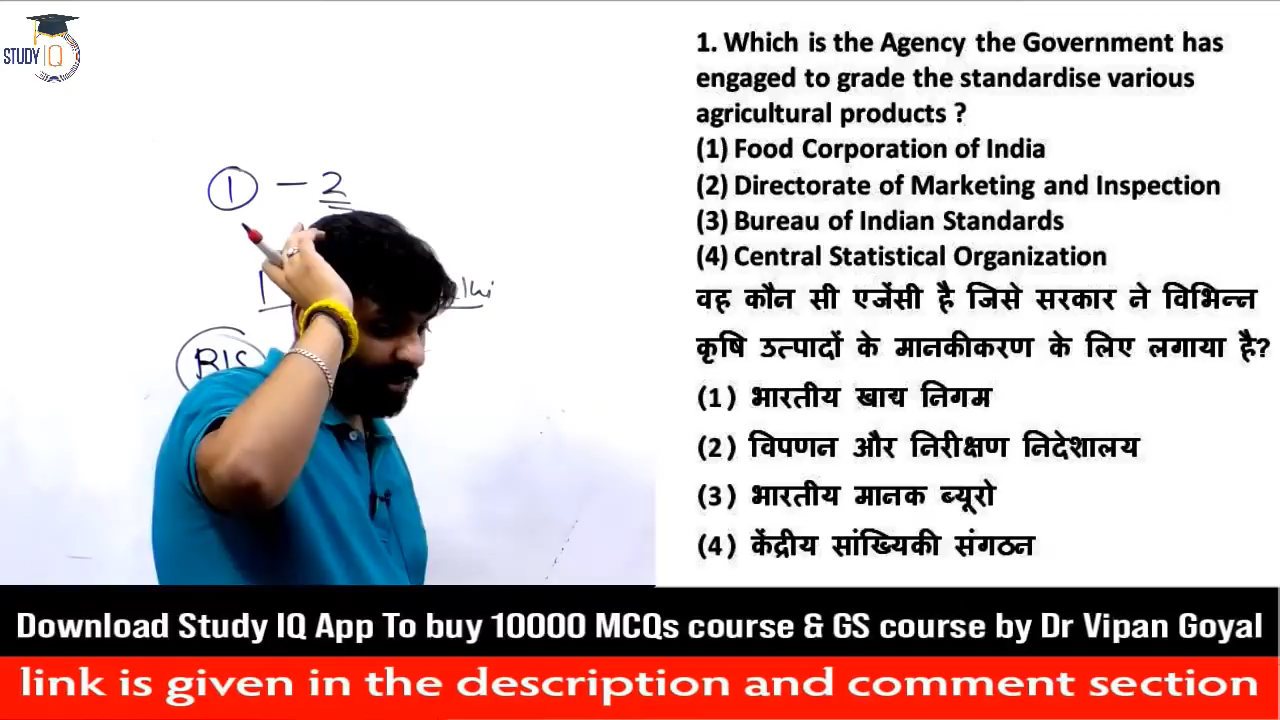 STUDY IQ
1. Which is the Agency the Government has
engaged to grade the standardise various
agricultural products ?
(1) Food Corporation of India
(2) Directorate of Marketing and Inspection
(3) Bureau of Indian Standards
(4) Central Statistical Organization
वह कौन सी एजेंसी है जिसे सरकार ने विभिन्न
कृषि उत्पादों के मानकीकरण के लिए लगाया है?
(1) भारतीय खाद्य निगम
(2) विपणन और निरीक्षण निदेशालय
(3) भारतीय मानक ब्यूरो
(4) केंद्रीय सांख्यिकी संगठन
1 - 2
BIS
Download Study IQ App To buy 10000 MCQs course & GS course by Dr Vipan Goyal
link is given in the description and comment section